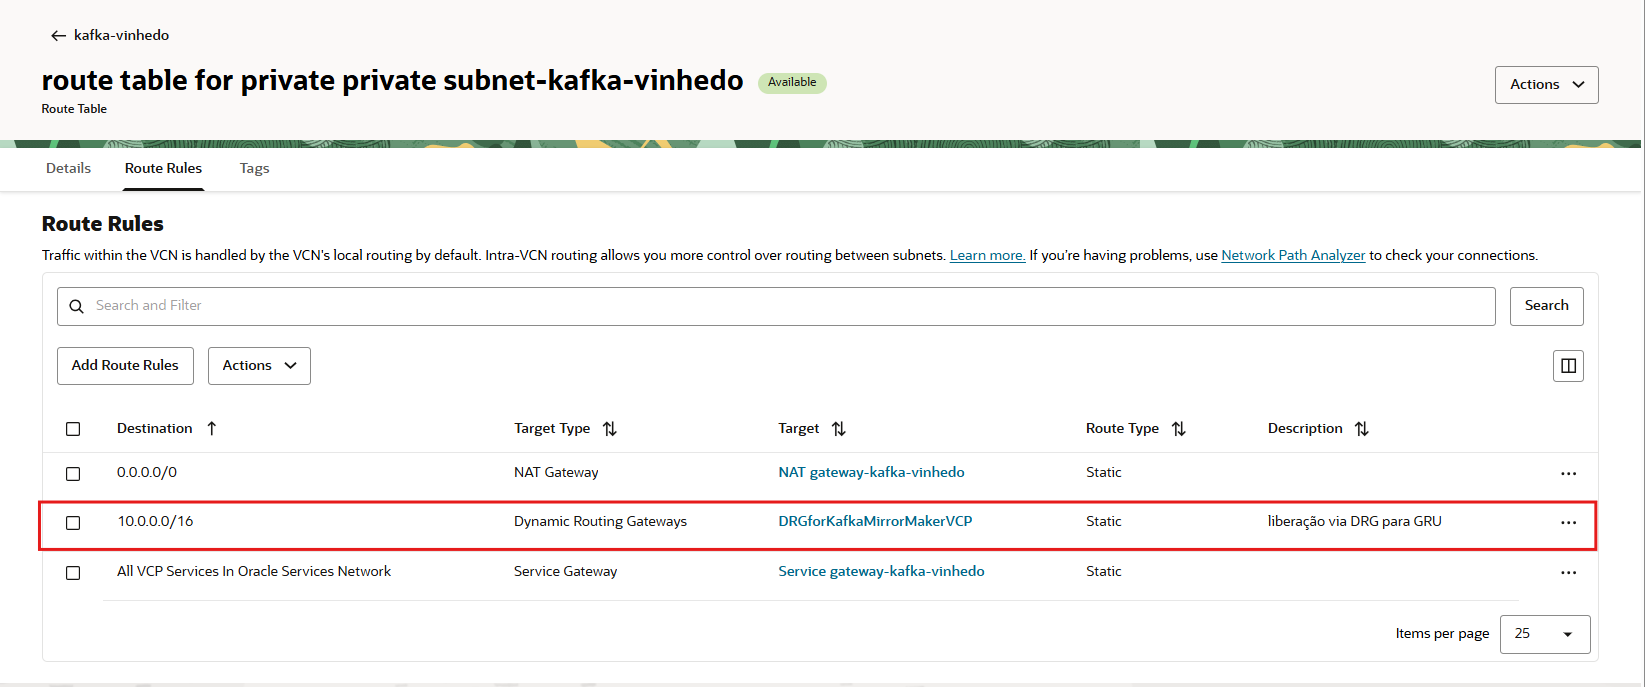 kafka-vinhedo
route table for private private subnet-kafka-vinhedo Available
Route Table
Actions
Details Route Rules Tags
Route Rules
Traffic within the VCN is handled by the VCN's local routing by default. Intra-VCN routing allows you more control over routing between subnets. Learn more. If you're having problems, use Network Path Analyzer to check your connections.
Search and Filter Search
Add Route Rules Actions
Destination Target Type Target Route Type Description
0.0.0.0/0 NAT Gateway NAT gateway-kafka-vinhedo Static
10.0.0.0/16 Dynamic Routing Gateways DRGforKafkaMirrorMakerVCP Static liberação via DRG para GRU
All VCP Services In Oracle Services Network Service Gateway Service gateway-kafka-vinhedo Static
Items per page 25